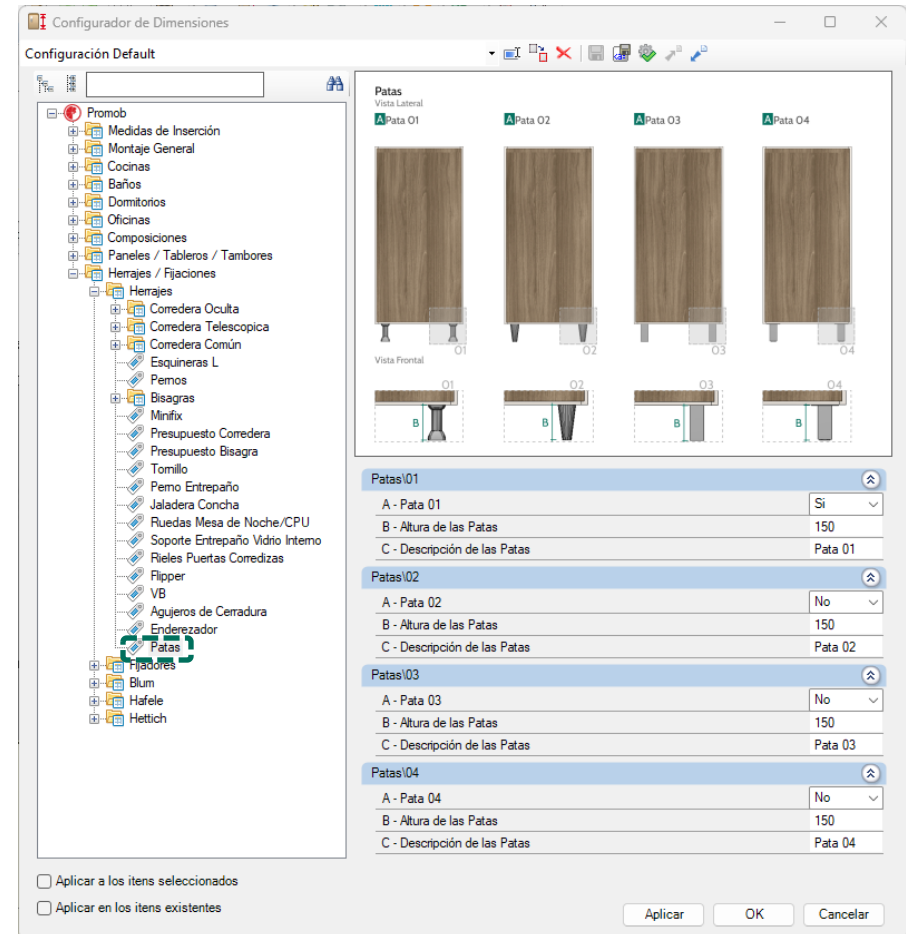 Configurador de Dimensiones
Configuración Default
Promob
Medidas de Inserción
Montaje General
Cocinas
Baños
Dormitorios
Oficinas
Composiciones
Paneles / Tableros / Tambores
Herrajes / Fijaciones
Herrajes
Corredera Oculta
Corredera Telescopica
Corredera Común
Esquineras L
Pernos
Bisagras
Minifix
Presupuesto Corredera
Presupuesto Bisagra
Tornillo
Perno Entrepaño
Jaladera Concha
Ruedas Mesa de Noche/CPU
Soporte Entrepaño Vidrio Interno
Rieles Puertas Corredizas
Flipper
VB
Agujeros de Cerradura
Enderezador
Patas
Fijadores
Blum
Hafele
Hettich
Patas
Vista Lateral
A Pata 01 A Pata 02 A Pata 03 A Pata 04
01 02 03 04
Vista Frontal
01 02 03 04
B B B B
Patas\01
A - Pata 01 Si
B - Altura de las Patas 150
C - Descripción de las Patas Pata 01
Patas\02
A - Pata 02 No
B - Altura de las Patas 150
C - Descripción de las Patas Pata 02
Patas\03
A - Pata 03 No
B - Altura de las Patas 150
C - Descripción de las Patas Pata 03
Patas\04
A - Pata 04 No
B - Altura de las Patas 150
C - Descripción de las Patas Pata 04
Aplicar a los itens seleccionados
Aplicar en los itens existentes
Aplicar OK Cancelar